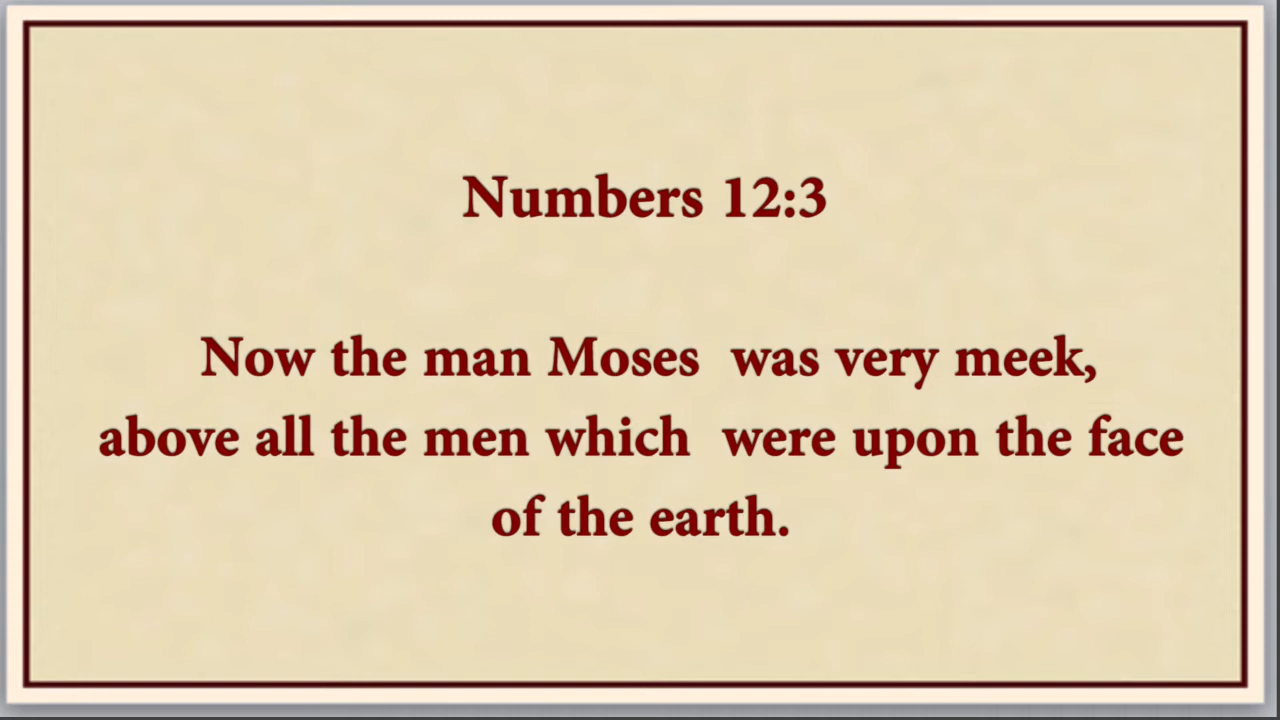 Numbers 12:3
Now the man Moses  was very meek,
above all the men which  were upon the face
of the earth.